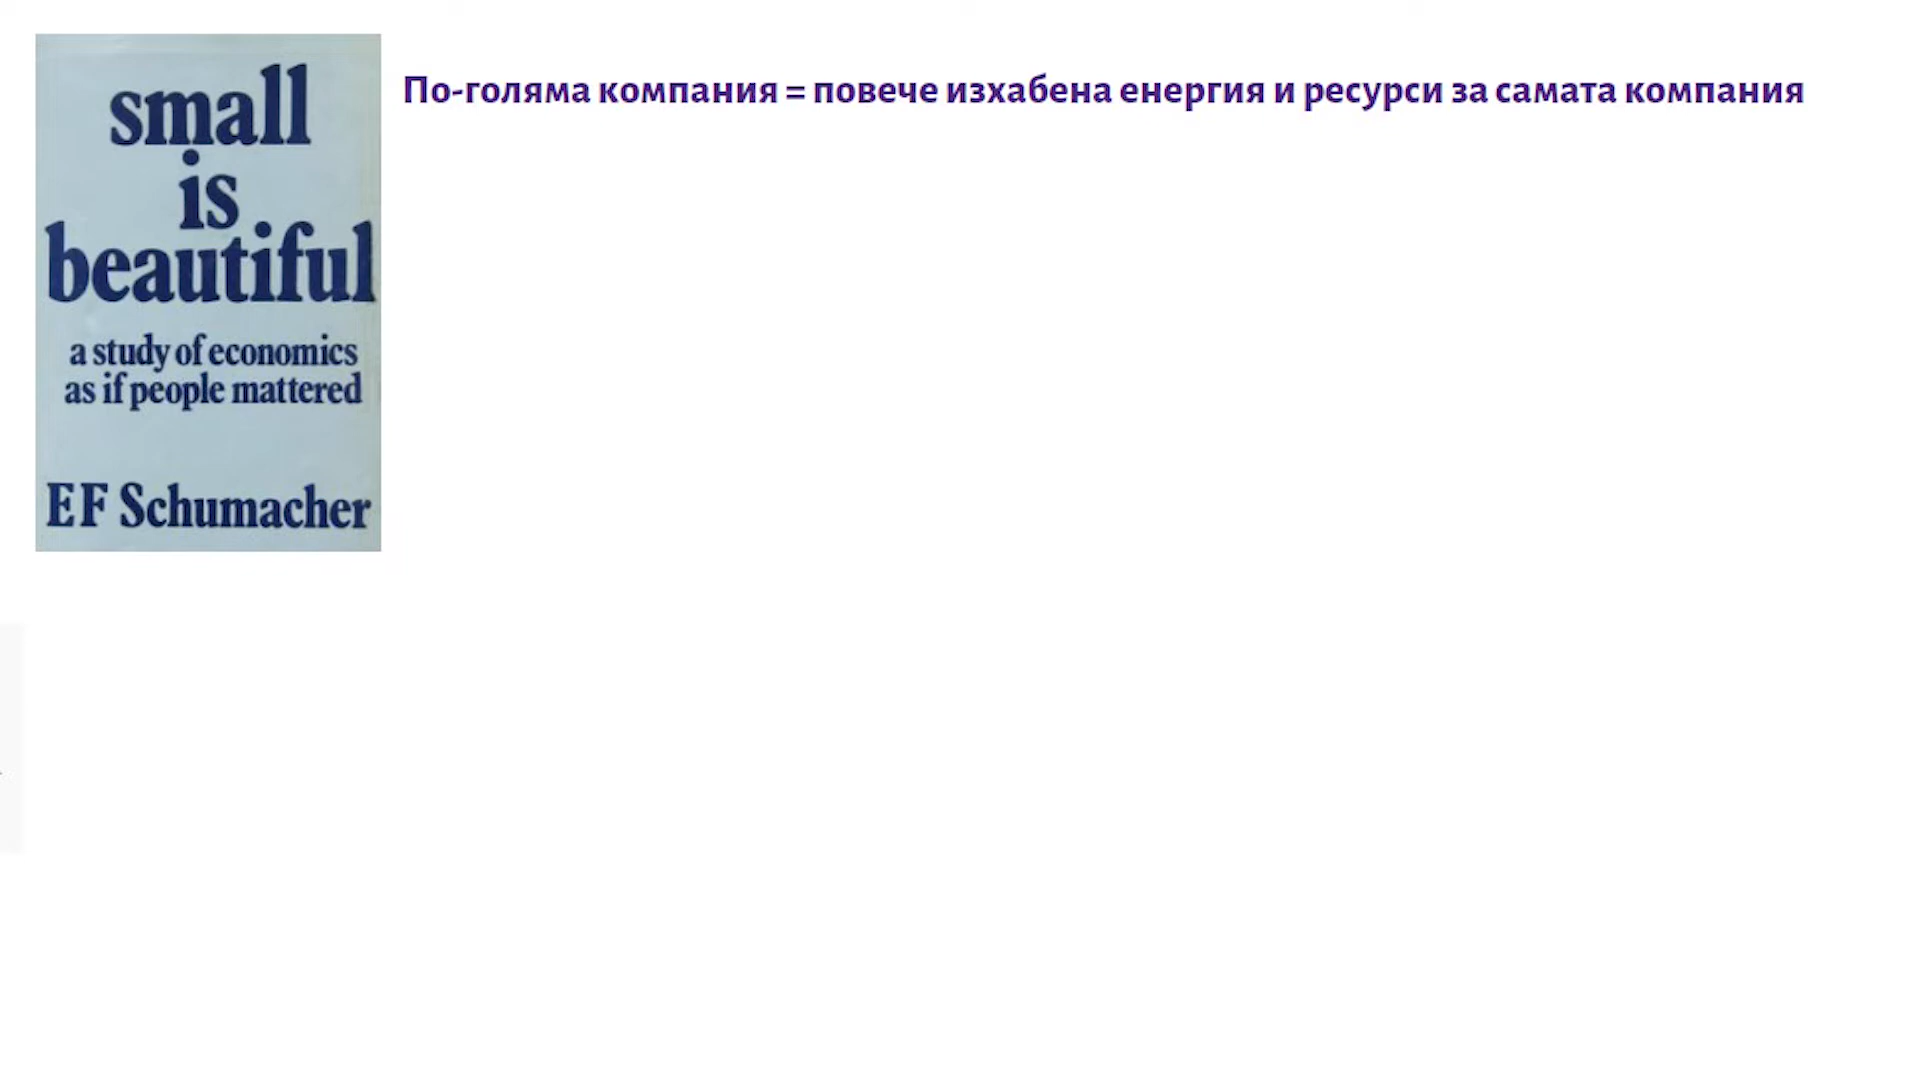 small
is
beautiful
a study of economics
as if people mattered
E F Schumacher
По-голяма компания = повече изхабена енергия и ресурси за самата компания